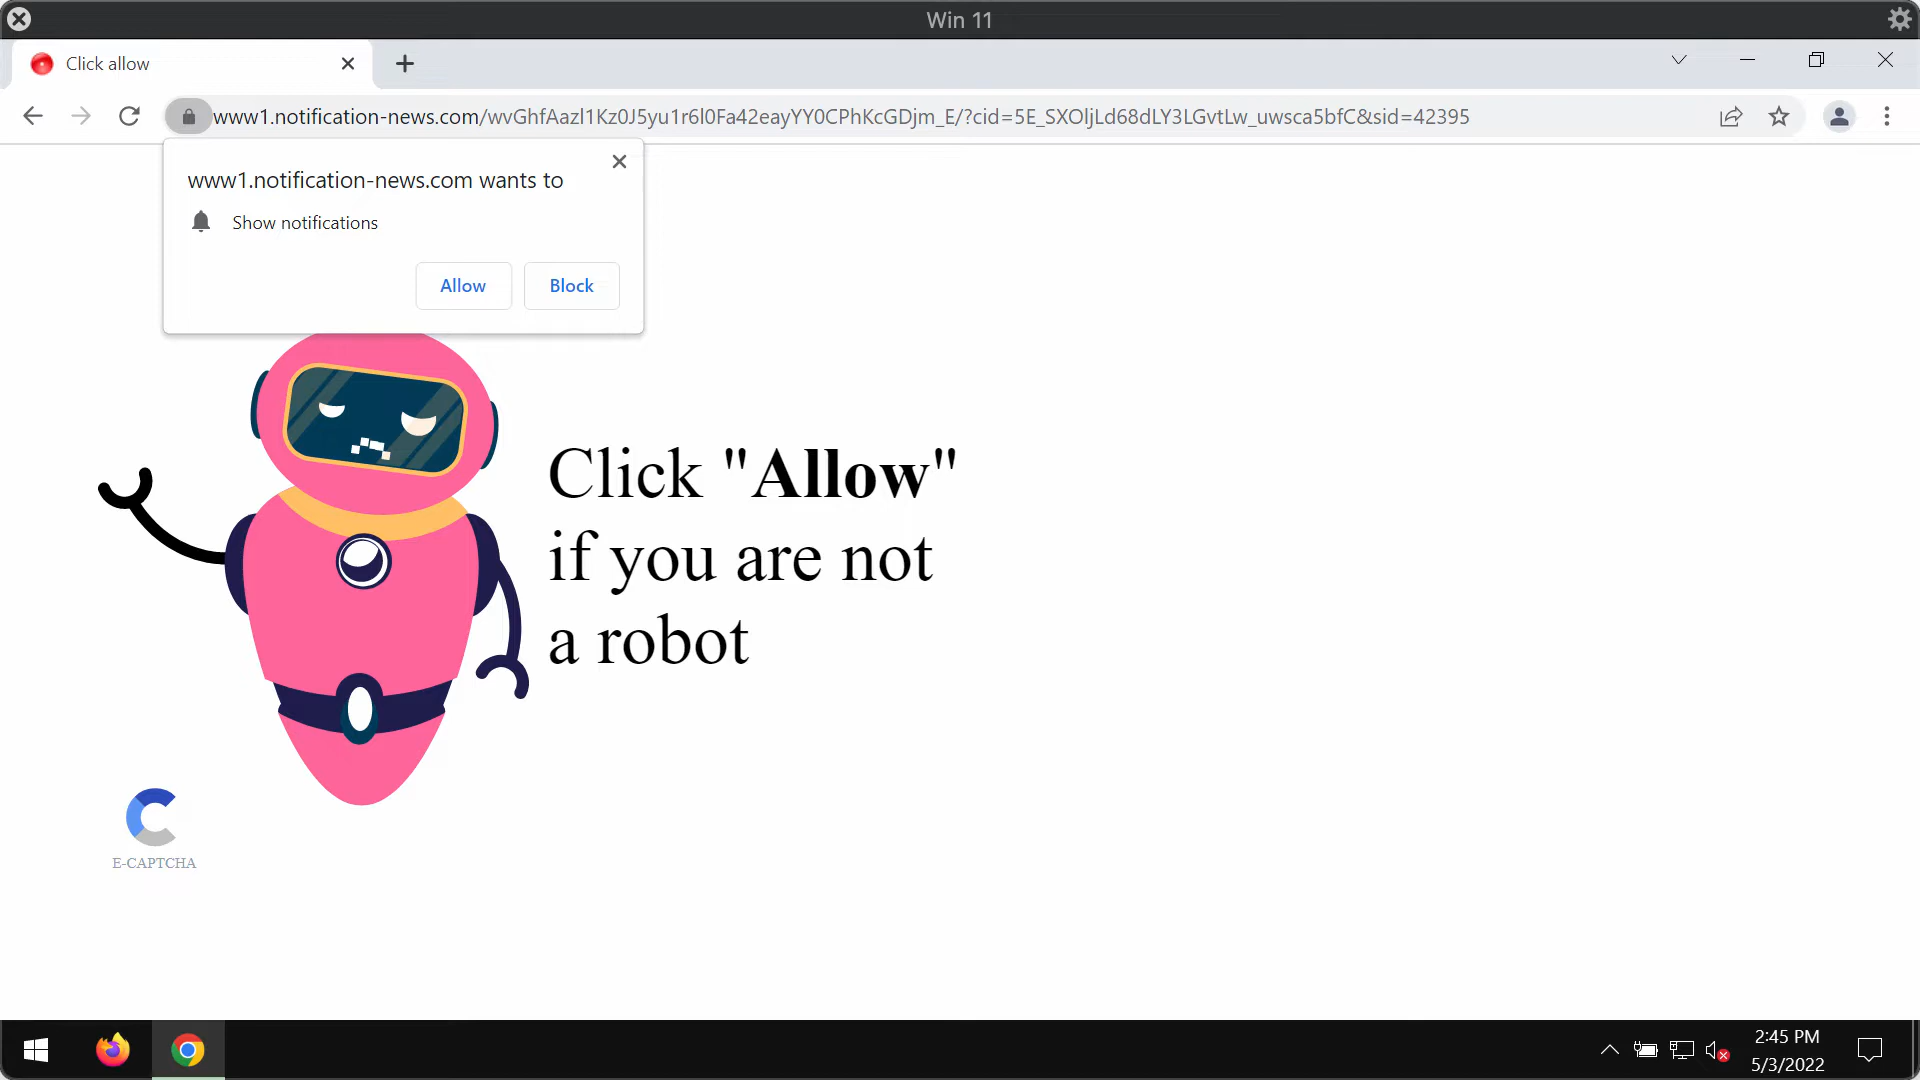 Win 11
Click allow
www1.notification-news.com/wvGhfAazl1Kz0J5yu1r6l0Fa42eayYY0CPhKcGDjm_E/?cid=5E_SXOljLd68dLY3LGvtLw_uwsca5bfC&sid=42395
www1.notification-news.com wants to
Show notifications
Allow Block
Click "Allow"
if you are not
a robot
E-CAPTCHA
2:45 PM
5/3/2022